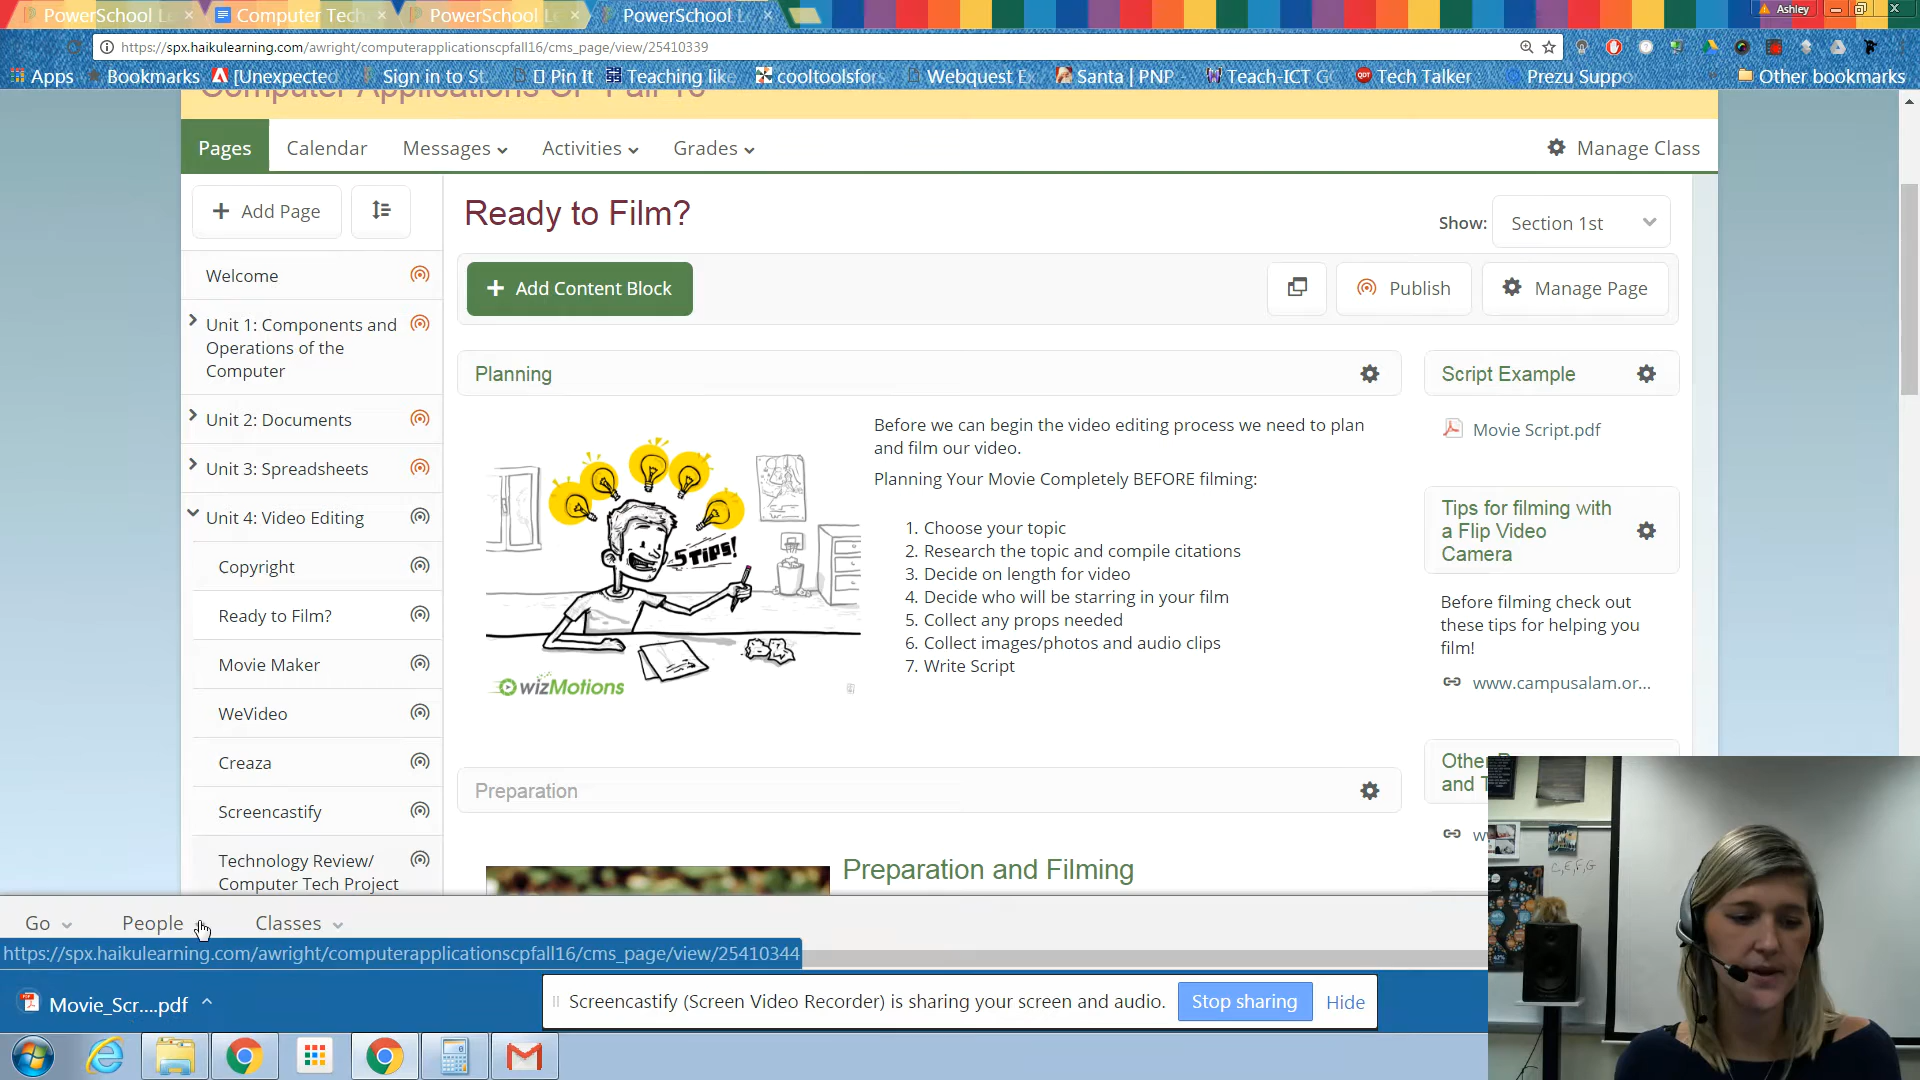 PowerSchool L
Computer Tech
PowerSchool Le
PowerSchool L
Ashley
https://spx.haikulearning.com/awright/computerapplicationscpfall16/cms_page/view/25410339
Apps
Bookmarks
[Unexpected
Sign in to St
Pin It
Teaching like
cooltoolsfor
Webquest E
Santa | PNP -
Teach-ICT G
Tech Talker :
Prezu Suppo
Other bookmarks
Computer Applications CP Fall 16
Pages
Calendar
Messages
Activities
Grades
Manage Class
Add Page
Ready to Film?
Show:
Section 1st
Welcome
Add Content Block
Publish
Manage Page
Unit 1: Components and
Operations of the
Computer
Unit 2: Documents
Unit 3: Spreadsheets
Unit 4: Video Editing
Copyright
Ready to Film?
Movie Maker
WeVideo
Creaza
Screencastify
Technology Review/
Computer Tech Project
Planning
5 TIPS!
wizMotions
Before we can begin the video editing process we need to plan
and film our video.
Planning Your Movie Completely BEFORE filming:
1. Choose your topic
2. Research the topic and compile citations
3. Decide on length for video
4. Decide who will be starring in your film
5. Collect any props needed
6. Collect images/photos and audio clips
7. Write Script
Script Example
Movie Script.pdf
Tips for filming with
a Flip Video
Camera
Before filming check out
these tips for helping you
film!
www.campusalam.or...
Other
and
Preparation
Preparation and Filming
C,E,F,G
Go
People
Classes
https://spx.haikulearning.com/awright/computerapplicationscpfall16/cms_page/view/25410344
Movie_Scr....pdf
Screencastify (Screen Video Recorder) is sharing your screen and audio.
Stop sharing
Hide